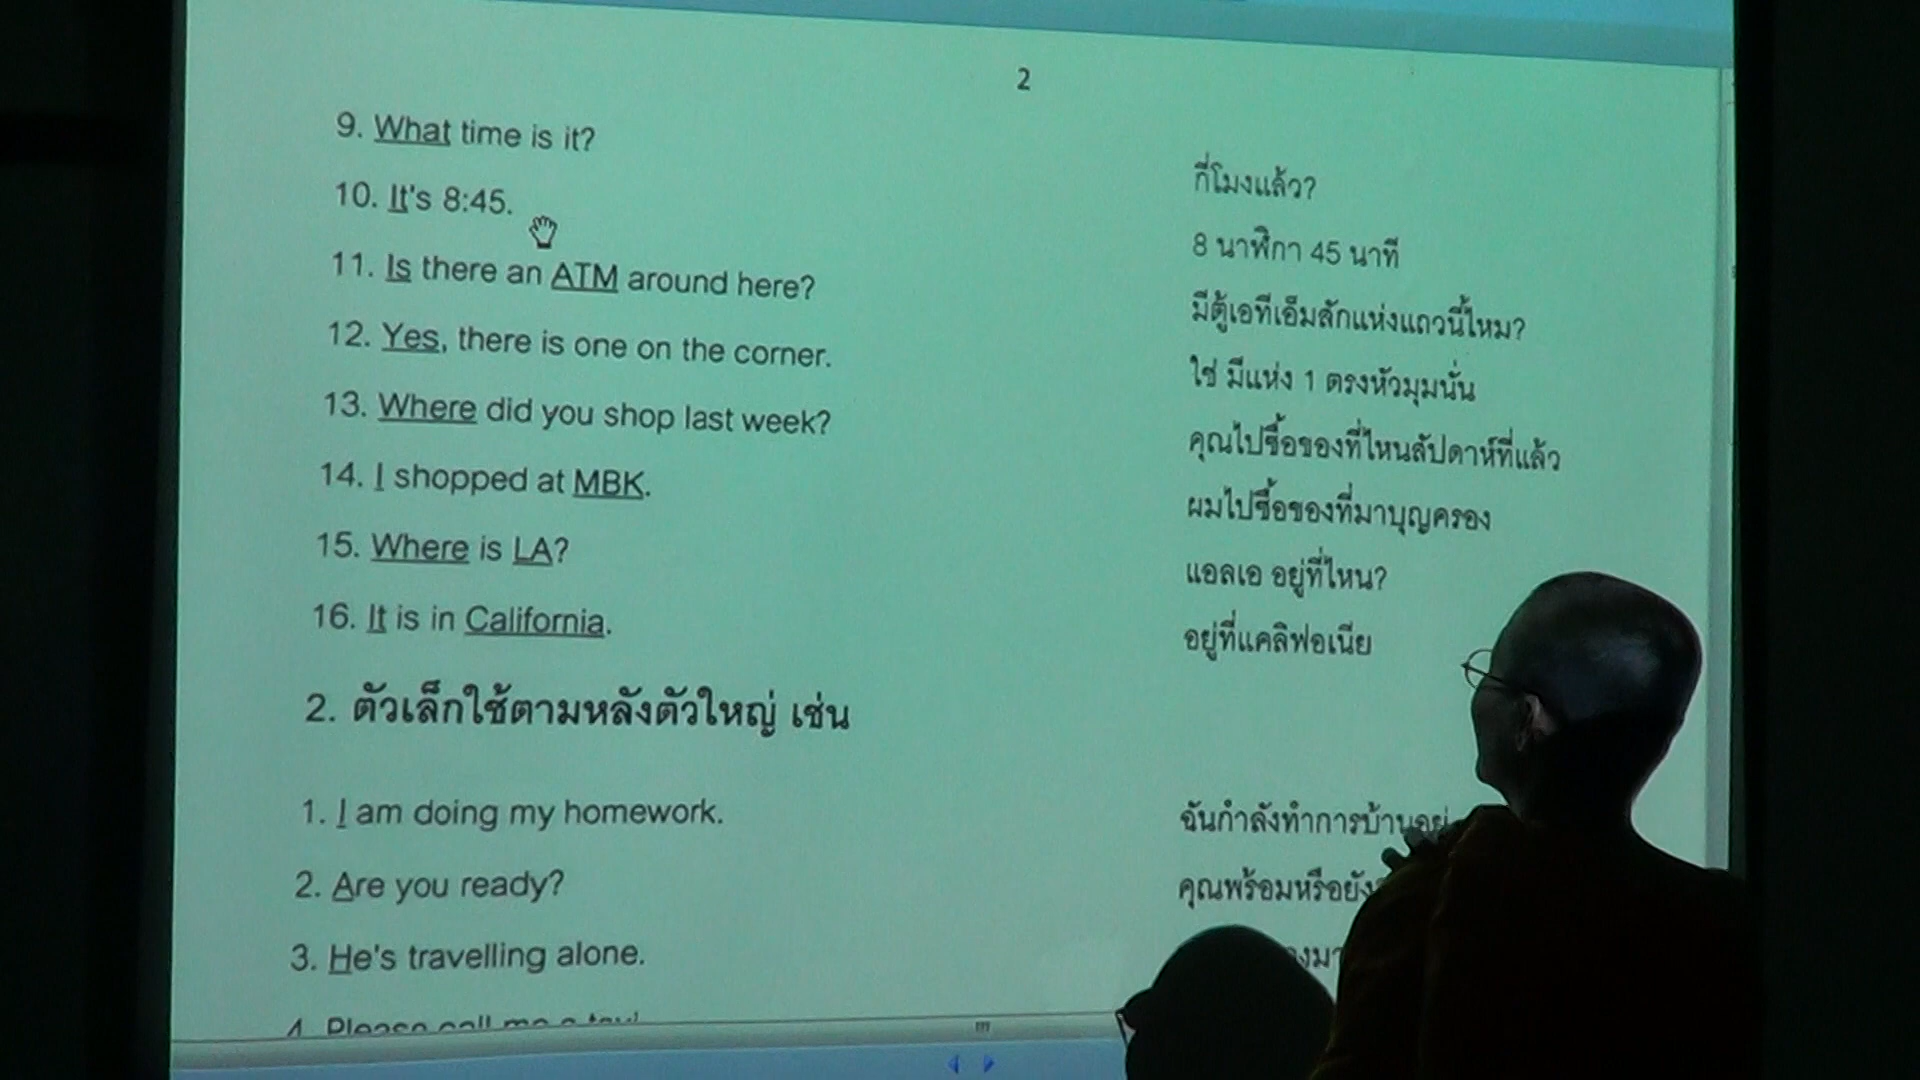 2
9. What time is it?
กี่โมงแล้ว?
10. It's 8:45.
8 นาฬิกา 45 นาที
11. Is there an ATM around here?
มีตู้เอทีเอ็มสักแห่งแถวนี้ไหม?
12. Yes, there is one on the corner.
ใช่ มีแห่ง 1 ตรงหัวมุมนั่น
13. Where did you shop last week?
คุณไปซื้อของที่ไหนสัปดาห์ที่แล้ว
14. I shopped at MBK.
ผมไปซื้อของที่มาบุญครอง
15. Where is LA?
แอลเอ อยู่ที่ไหน?
16. It is in California.
อยู่ที่แคลิฟอเนีย
2. ตัวเล็กใช้ตามหลังตัวใหญ่ เช่น
1. I am doing my homework.
ฉันกำลังทำการบ้านอยู่
2. Are you ready?
คุณพร้อมหรือยัง
3. He's travelling alone.
4. Please call me a taxi